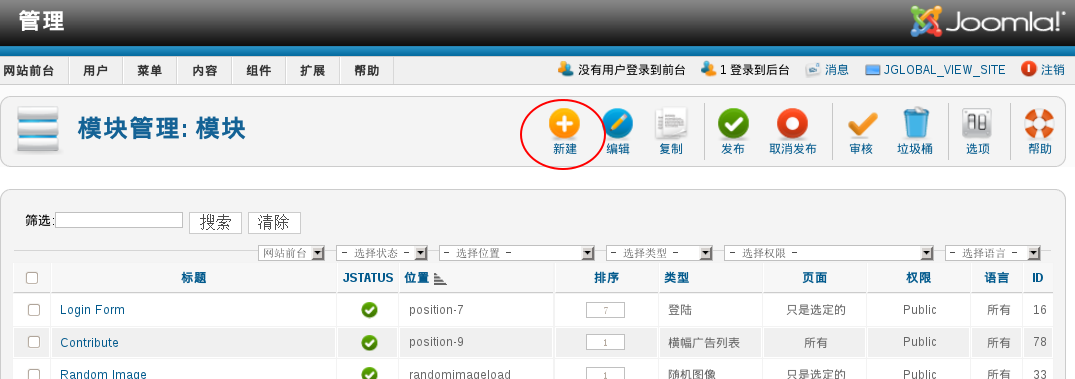 管理
Joomla!
网站前台 用户 菜单 内容 组件 扩展 帮助 没有用户登录到前台 1 登录到后台 消息 JGLOBAL_VIEW_SITE 注销
模块管理: 模块
新建 编辑 复制 发布 取消发布 审核 垃圾桶 选项 帮助
筛选: 搜索 清除
网站前台 - 选择状态 - - 选择位置 - - 选择类型 - - 选择权限 - - 选择语言 -
标题 JSTATUS 位置 排序 类型 页面 权限 语言 ID
Login Form position-7 7 登陆 只是选定的 Public 所有 16
Contribute position-9 1 横幅广告列表 所有 Public 所有 78
Random Image randomimageload 1 随机图像 只是选定的 Public 所有 33